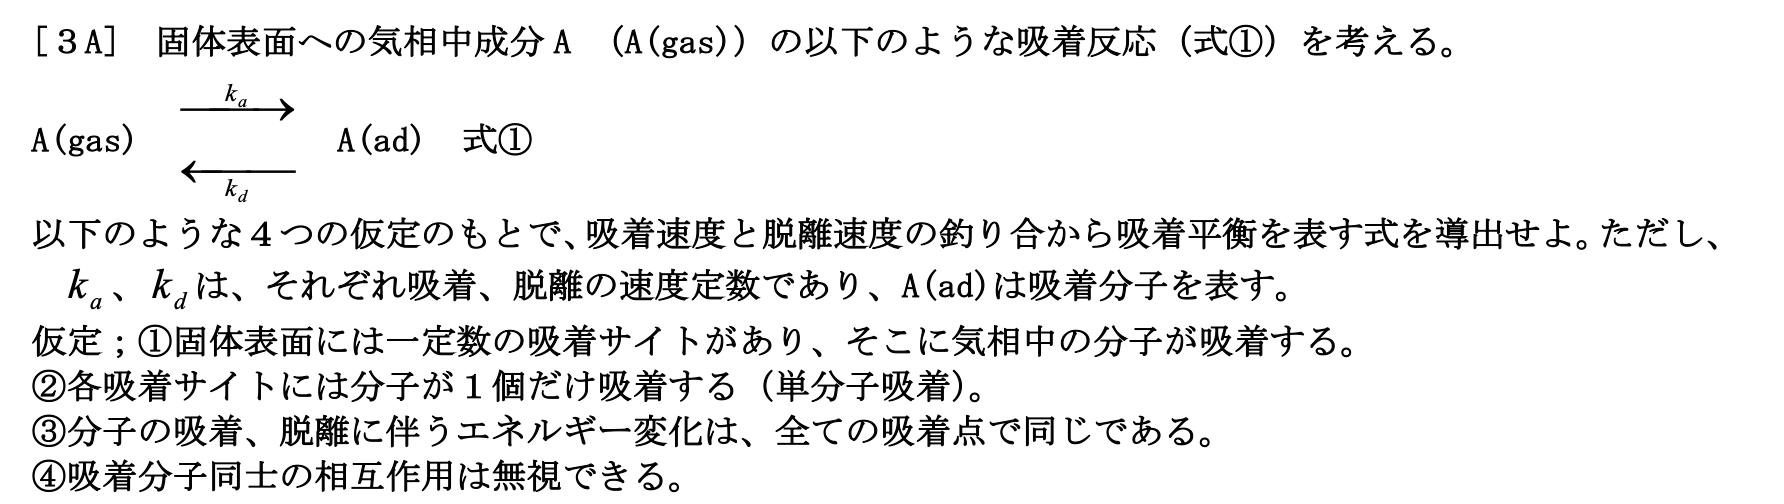 [３A]　固体表面への気相中成分 A　(A(gas)) の以下のような吸着反応（式①）を考える。
k_a
A(gas)　⟶　⟵　A(ad)　式①
k_d
以下のような４つの仮定のもとで、吸着速度と脱離速度の釣り合から吸着平衡を表す式を導出せよ。ただし、
k_a、k_d は、それぞれ吸着、脱離の速度定数であり、A(ad)は吸着分子を表す。
仮定；①固体表面には一定数の吸着サイトがあり、そこに気相中の分子が吸着する。
②各吸着サイトには分子が１個だけ吸着する（単分子吸着）。
③分子の吸着、脱離に伴うエネルギー変化は、全ての吸着点で同じである。
④吸着分子同士の相互作用は無視できる。